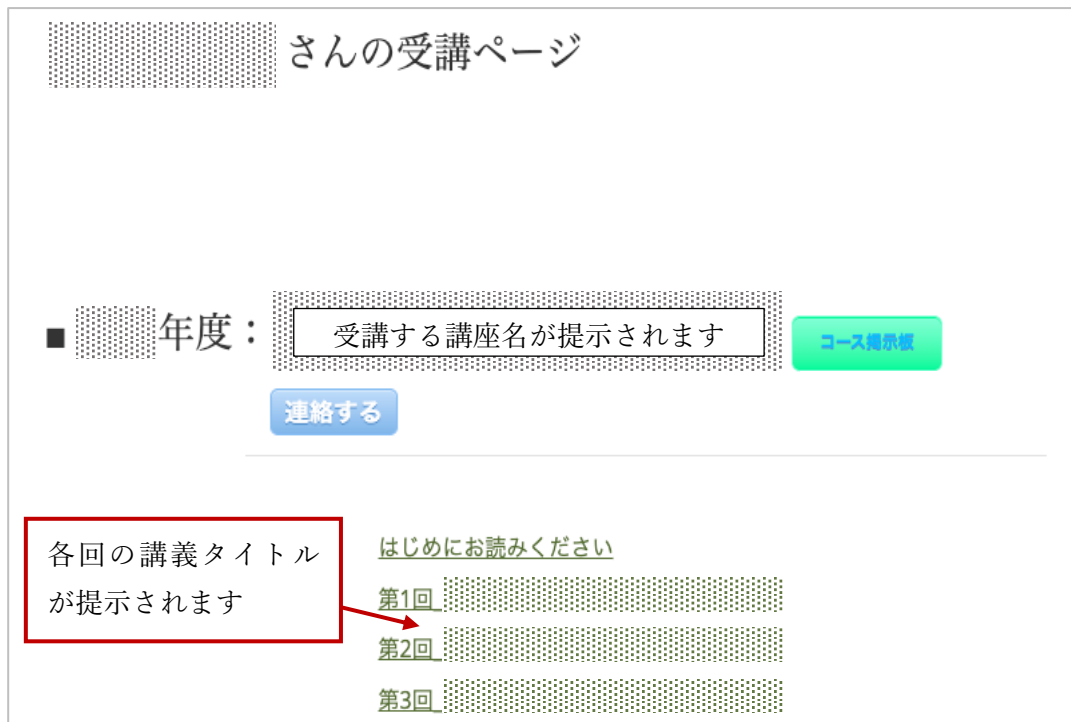 さんの受講ページ
■ 年度：
受講する講座名が提示されます
コース掲示板
連絡する
各回の講義タイトル
が提示されます
はじめにお読みください
第1回_
第2回_
第3回_